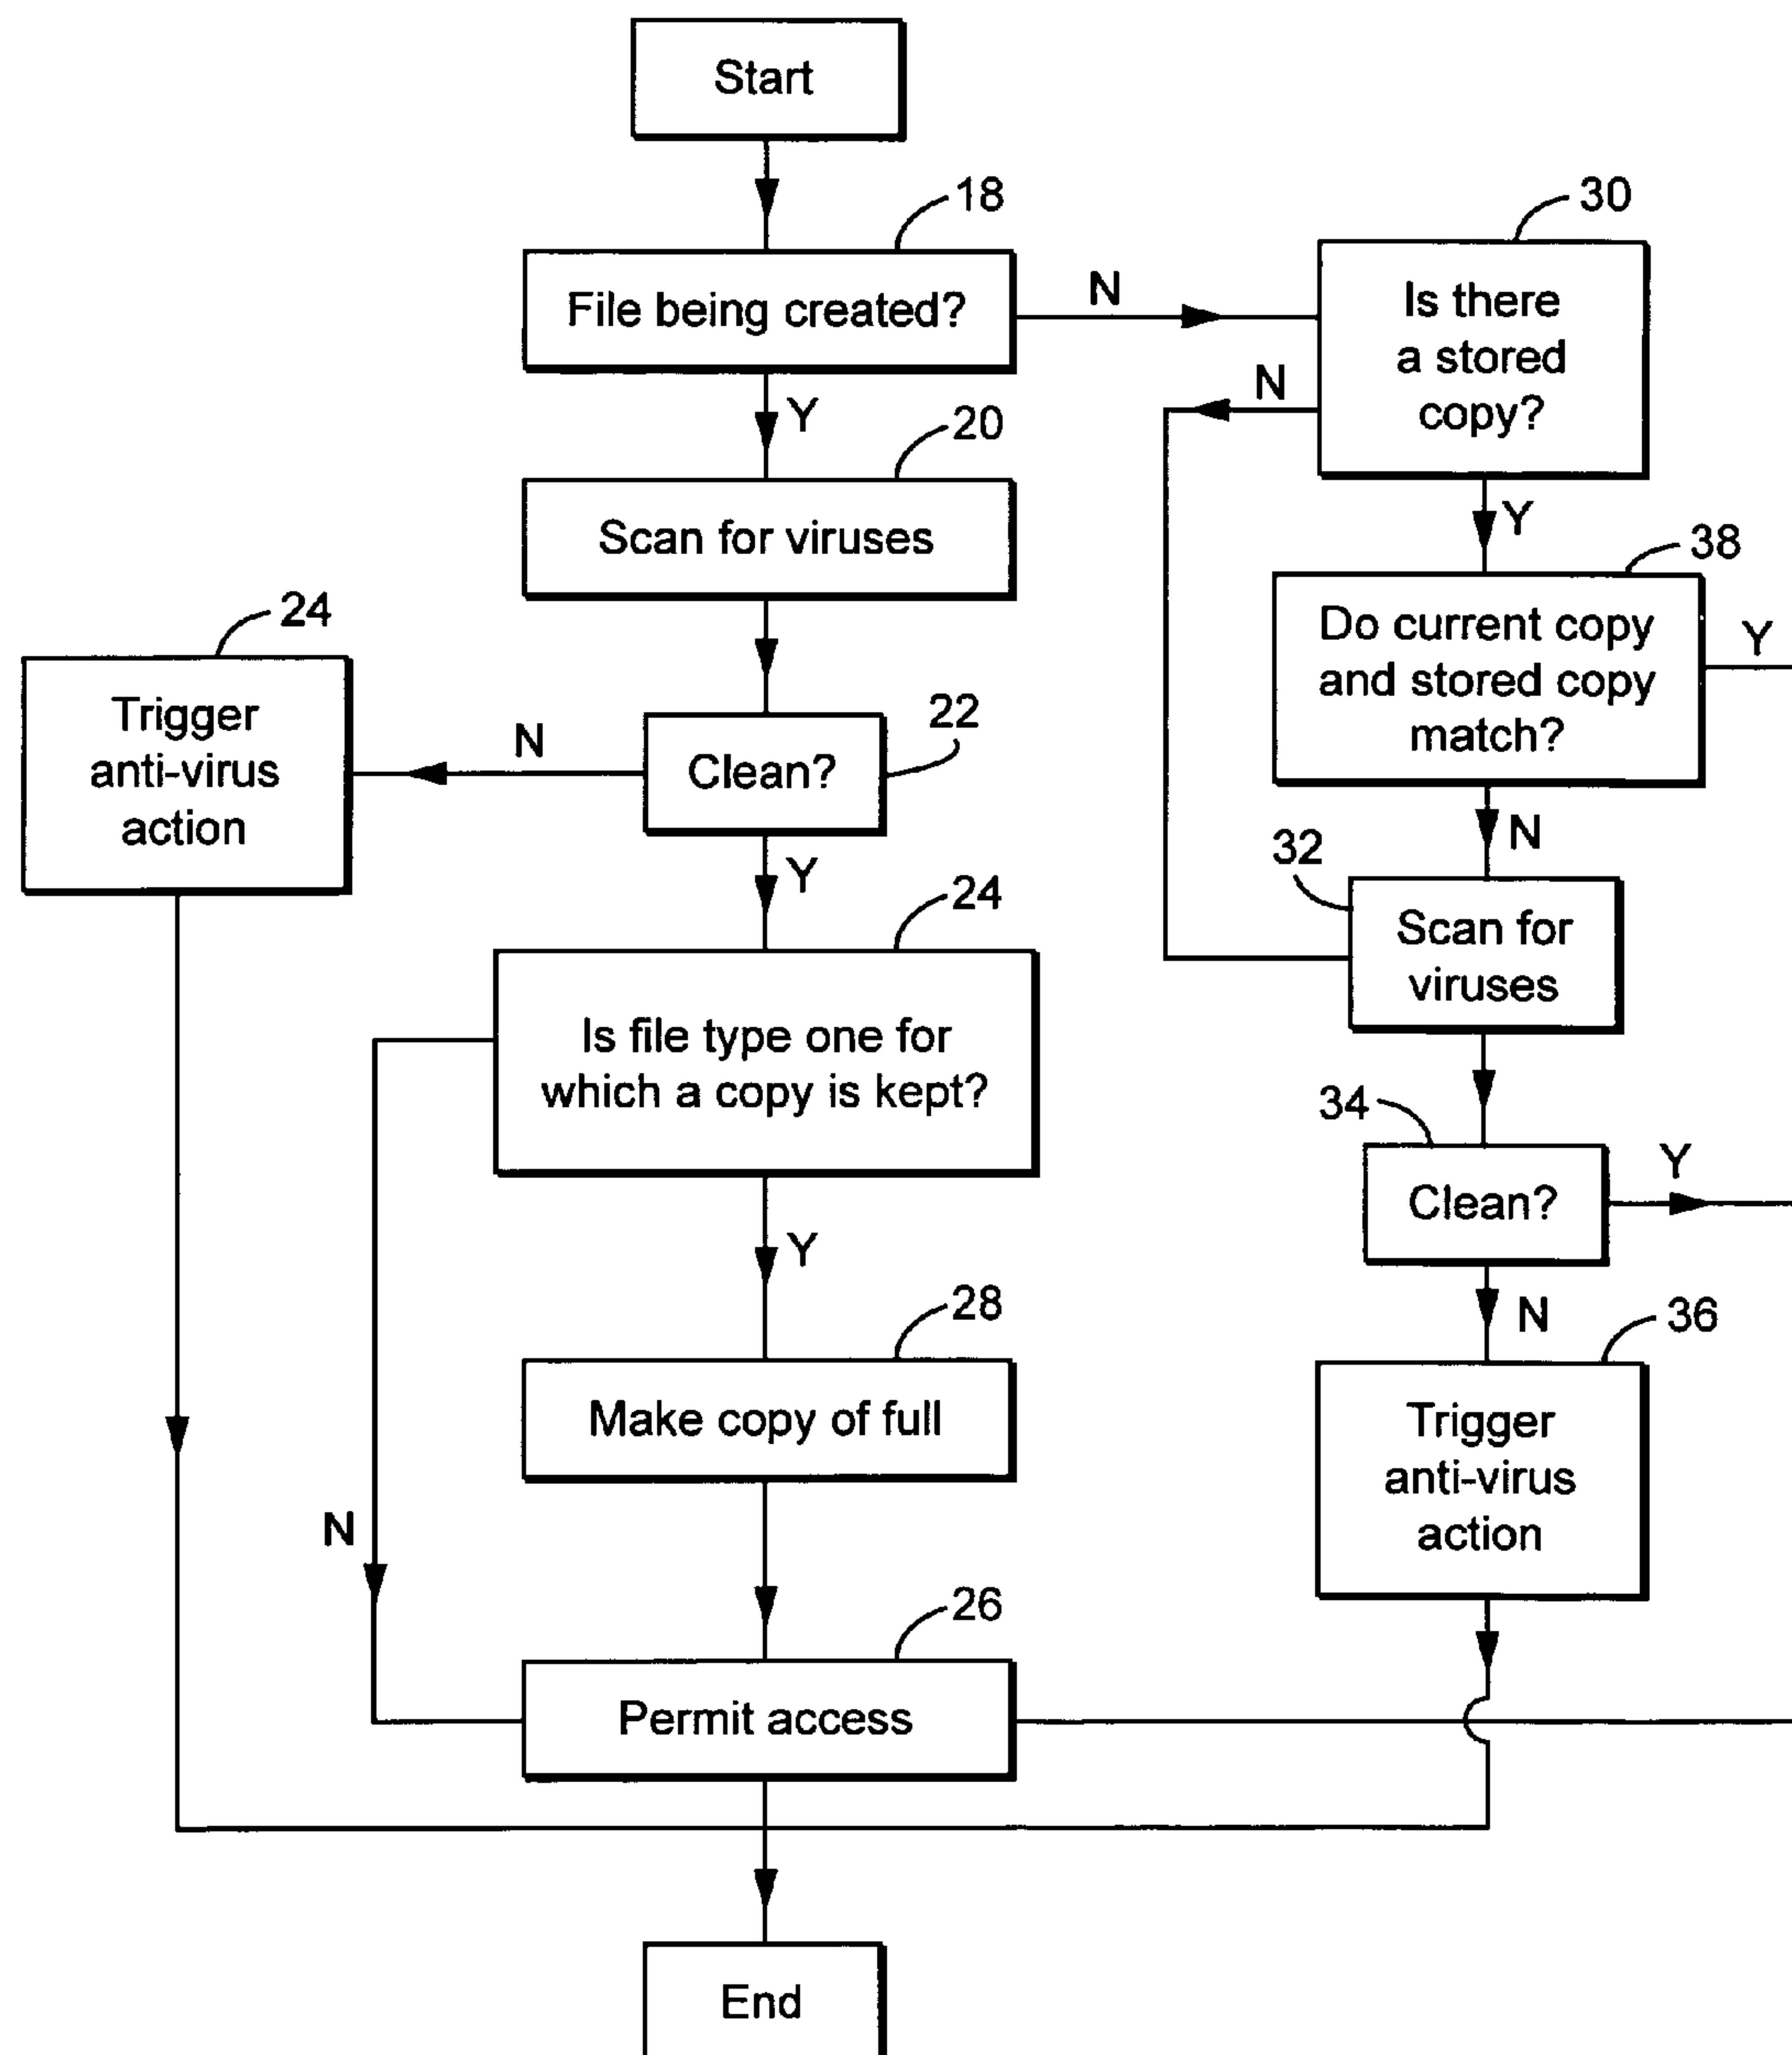 Start
18
File being created?
N
30
Is there
a stored
copy?
N
Y
20
Scan for viruses
Y
38
Do current copy
and stored copy
match?
Y
24
Trigger
anti-virus
action
N
22
Clean?
N
32
Scan for
viruses
Y
24
Is file type one for
which a copy is kept?
34
Clean?
Y
Y
28
Make copy of full
N
36
Trigger
anti-virus
action
N
26
Permit access
End